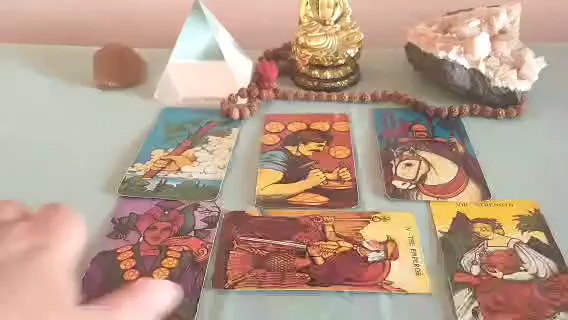 IV · THE EMPEROR
VIII · STRENGTH